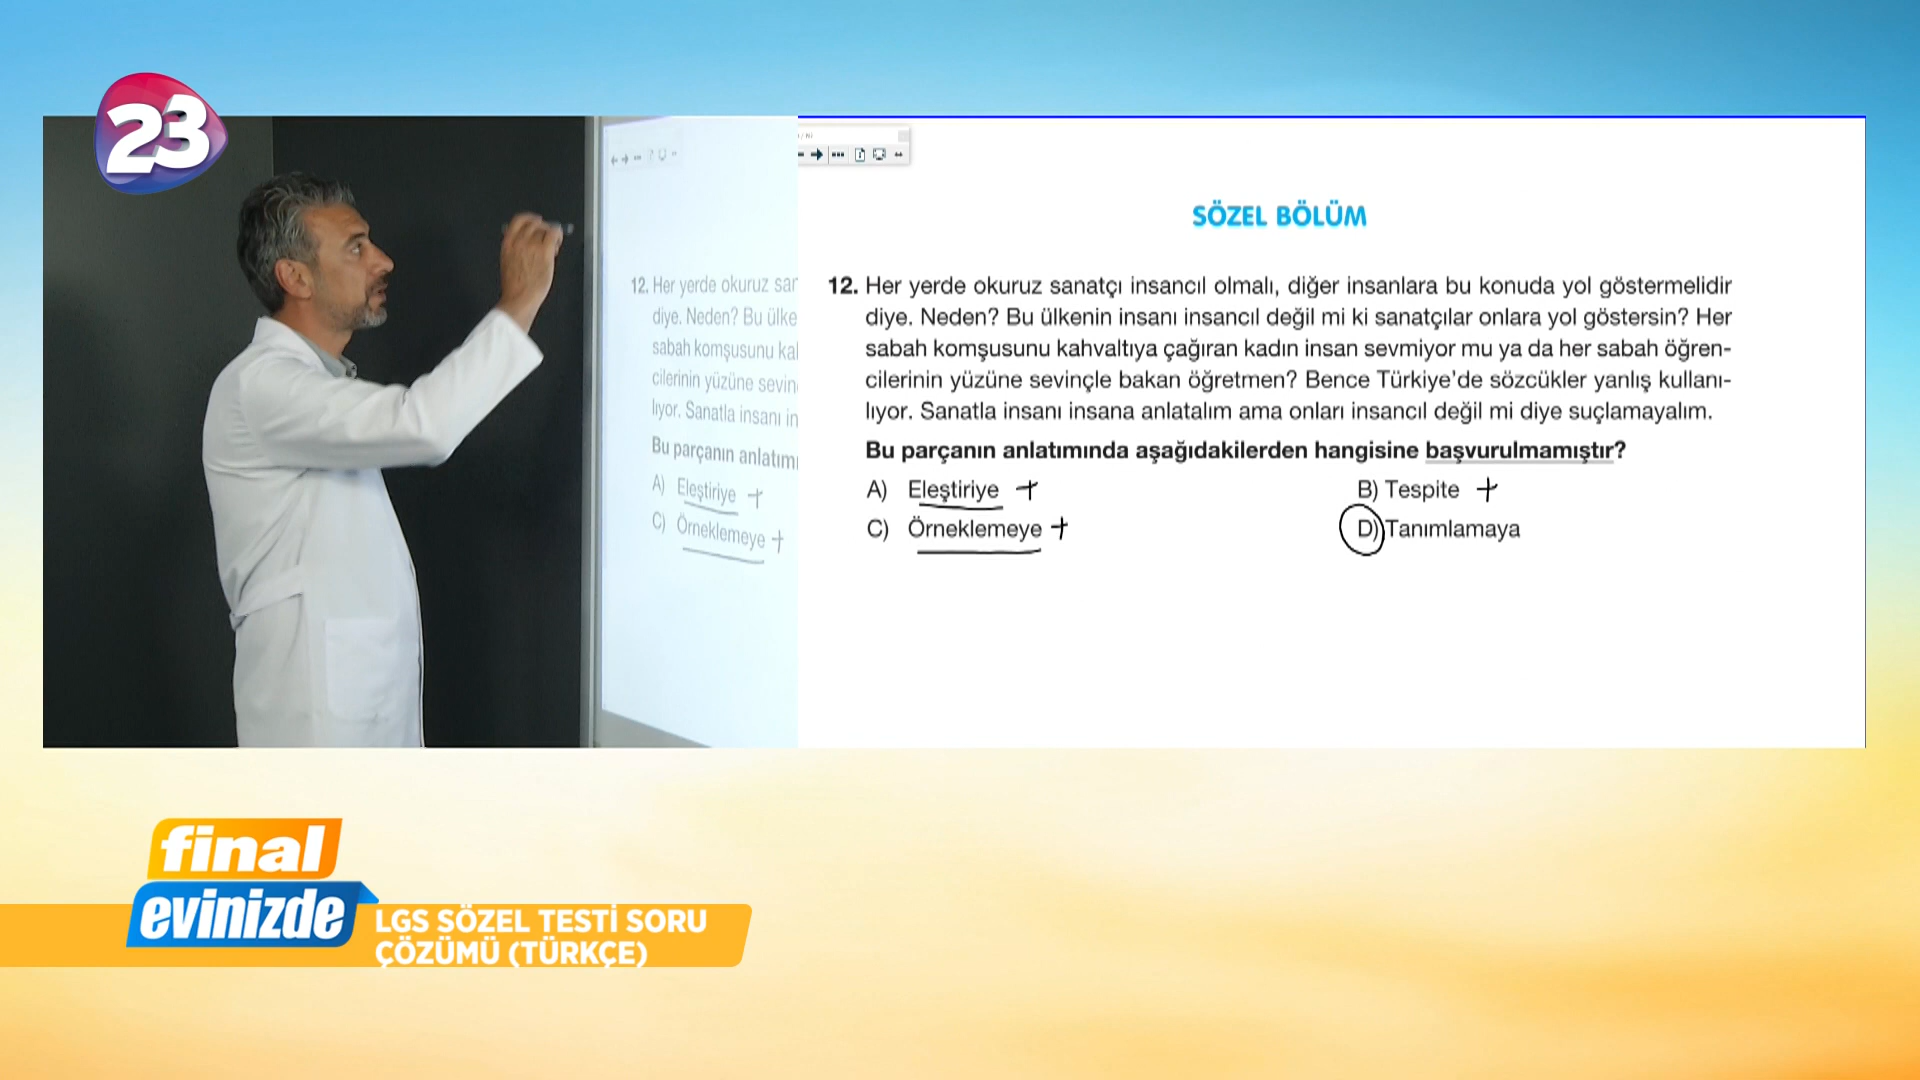 23
SÖZEL BÖLÜM
12. Her yerde okuruz san
diye. Neden? Bu ülke
sabah komşusunu kal
cilerinin yüzüne sevin
lıyor. Sanatla insanı in
Bu parçanın anlatımı
A) Eleştiriye +
C) Örneklemeye +
12. Her yerde okuruz sanatçı insancıl olmalı, diğer insanlara bu konuda yol göstermelidir
diye. Neden? Bu ülkenin insanı insancıl değil mi ki sanatçılar onlara yol göstersin? Her
sabah komşusunu kahvaltıya çağıran kadın insan sevmiyor mu ya da her sabah öğren-
cilerinin yüzüne sevinçle bakan öğretmen? Bence Türkiye'de sözcükler yanlış kullanı-
lıyor. Sanatla insanı insana anlatalım ama onları insancıl değil mi diye suçlamayalım.
Bu parçanın anlatımında aşağıdakilerden hangisine başvurulmamıştır?
A) Eleştiriye + B) Tespite +
C) Örneklemeye + D) Tanımlamaya
final
evinizde
LGS SÖZEL TESTİ SORU
ÇÖZÜMÜ (TÜRKÇE)